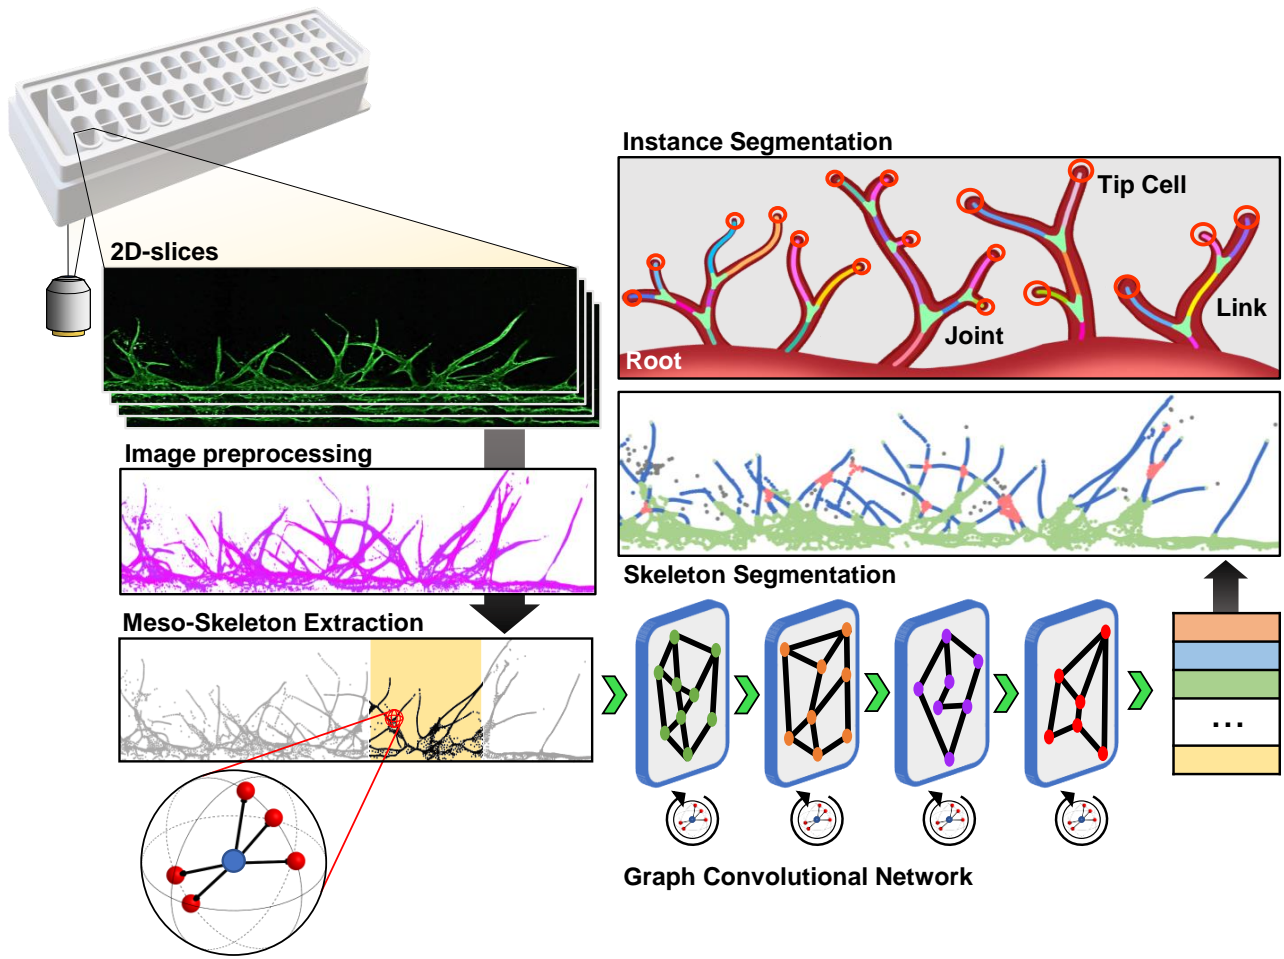 2D-slices
Image preprocessing
Meso-Skeleton Extraction
Instance Segmentation
Tip Cell
Link
Joint
Root
Skeleton Segmentation
...
Graph Convolutional Network